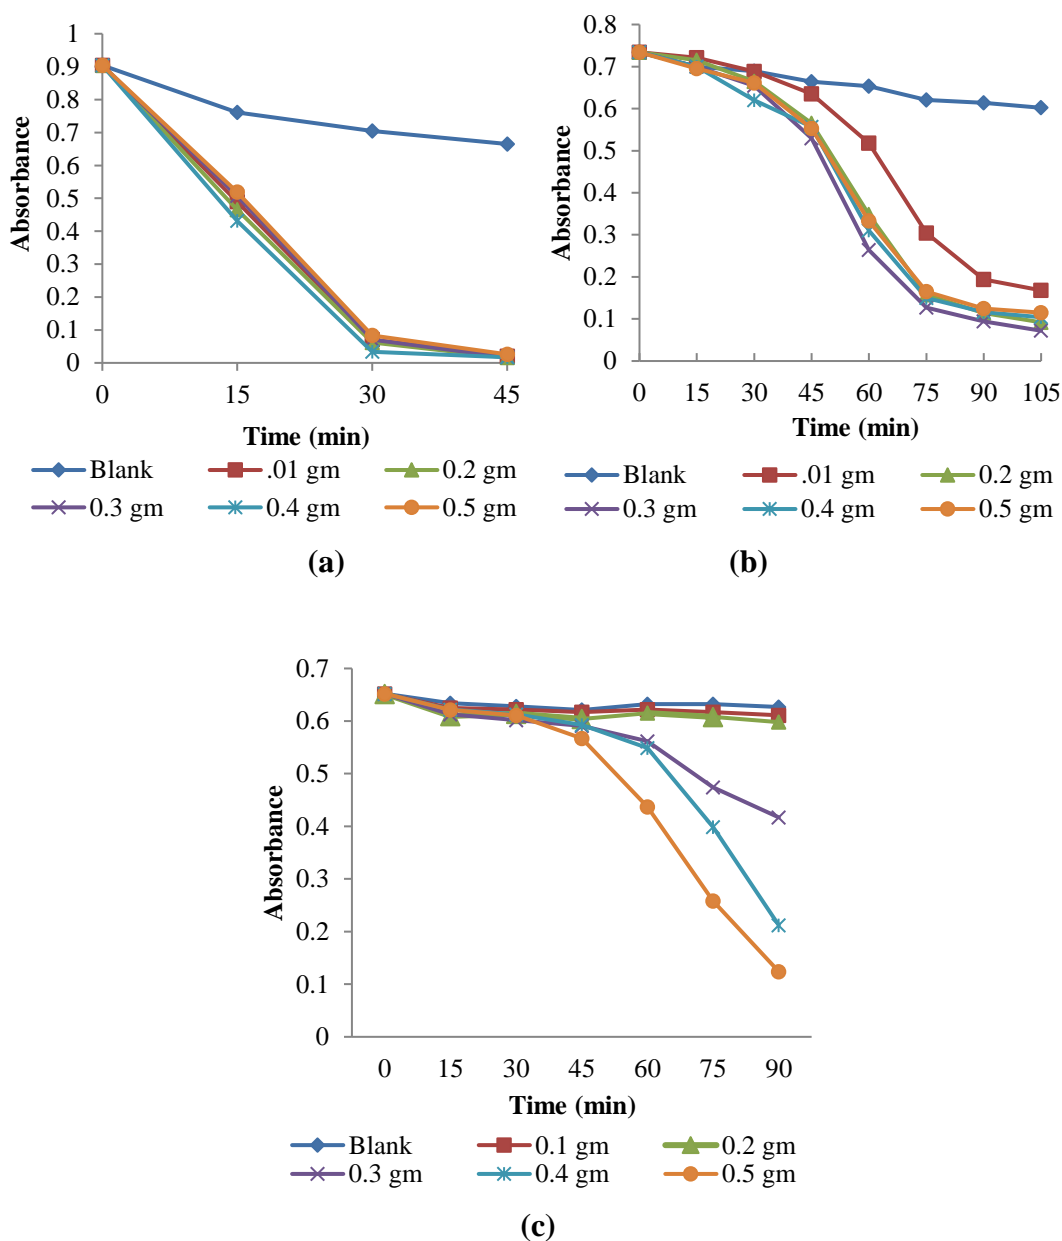 1
0.9
0.8
0.7
0.6
0.5
0.4
0.3
0.2
0.1
0
Absorbance
0 15 30 45
Time (min)
Blank .01 gm 0.2 gm
0.3 gm 0.4 gm 0.5 gm
(a)
0.8
0.7
0.6
0.5
0.4
0.3
0.2
0.1
0
Absorbance
0 15 30 45 60 75 90 105
Time (min)
Blank .01 gm 0.2 gm
0.3 gm 0.4 gm 0.5 gm
(b)
0.7
0.6
0.5
0.4
0.3
0.2
0.1
0
Absorbance
0 15 30 45 60 75 90
Time (min)
Blank 0.1 gm 0.2 gm
0.3 gm 0.4 gm 0.5 gm
(c)